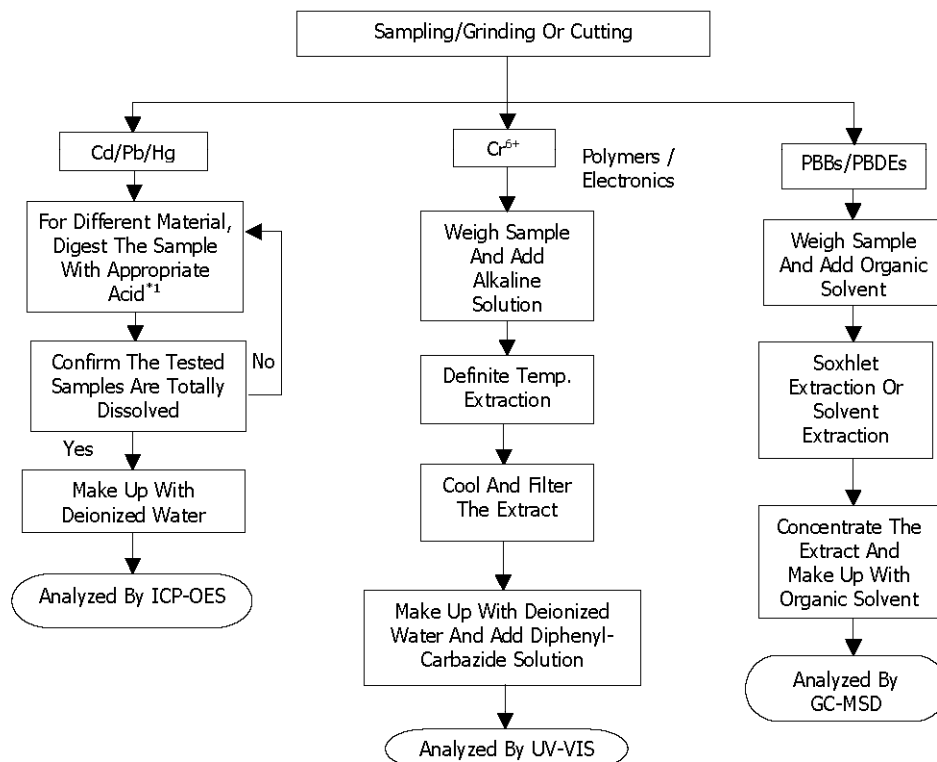 Sampling/Grinding Or Cutting
Cd/Pb/Hg
For Different Material,
Digest The Sample
With Appropriate
Acid*1
Confirm The Tested
Samples Are Totally
Dissolved
No
Yes
Make Up With
Deionized Water
Analyzed By ICP-OES
Cr6+
Polymers /
Electronics
Weigh Sample
And Add
Alkaline
Solution
Definite Temp.
Extraction
Cool And Filter
The Extract
Make Up With Deionized
Water And Add Diphenyl-
Carbazide Solution
Analyzed By UV-VIS
PBBs/PBDEs
Weigh Sample
And Add Organic
Solvent
Soxhlet
Extraction Or
Solvent
Extraction
Concentrate The
Extract And
Make Up With
Organic Solvent
Analyzed By
GC-MSD